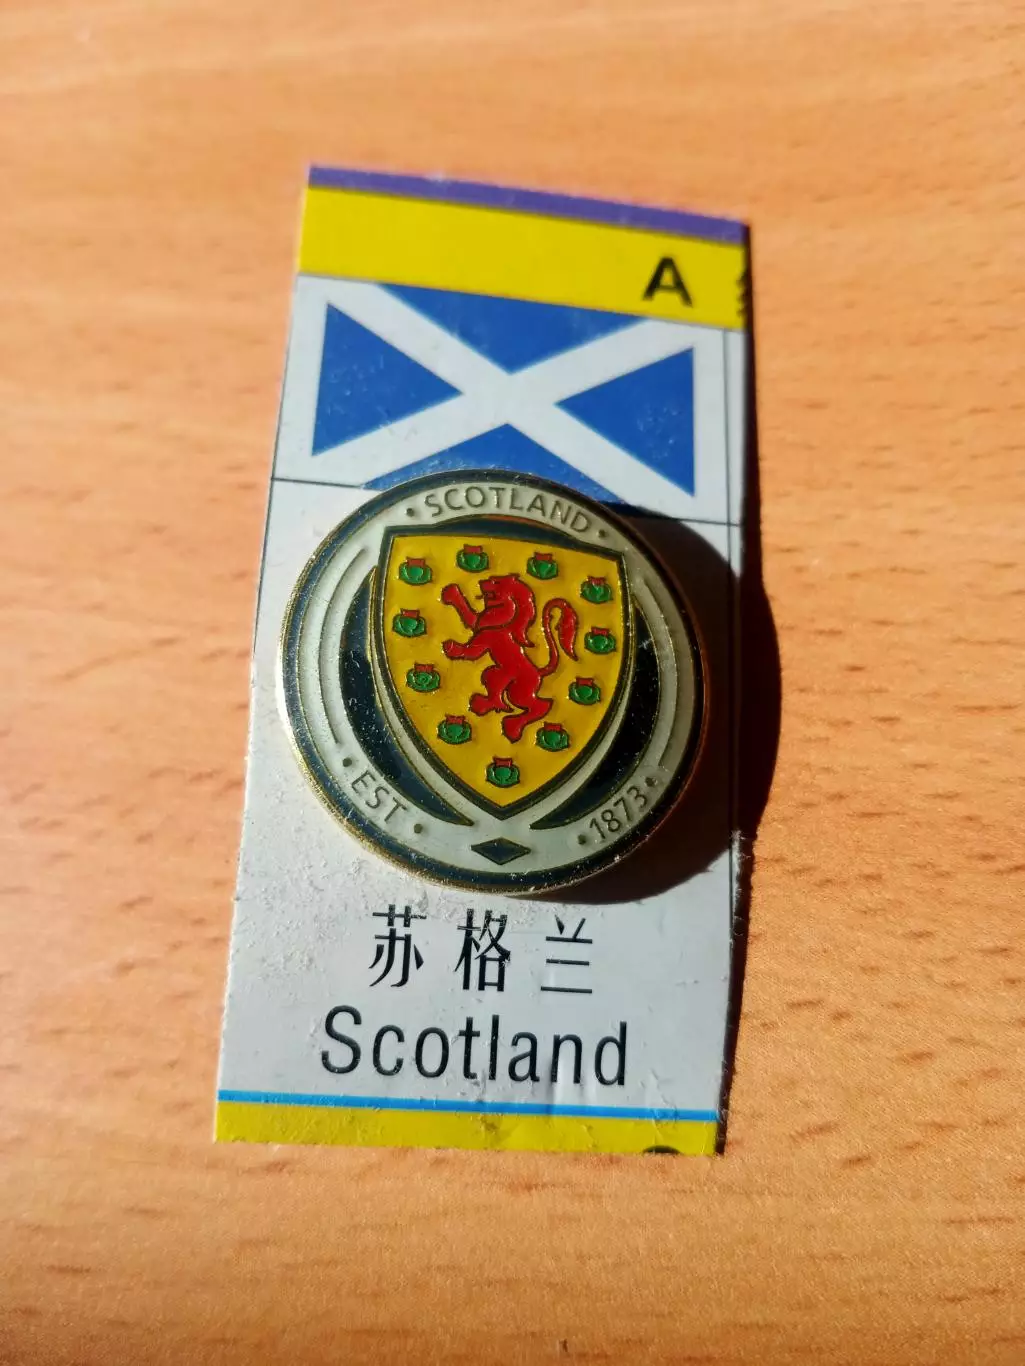 A
SCOTLAND
EST
1873
苏格兰
Scotland